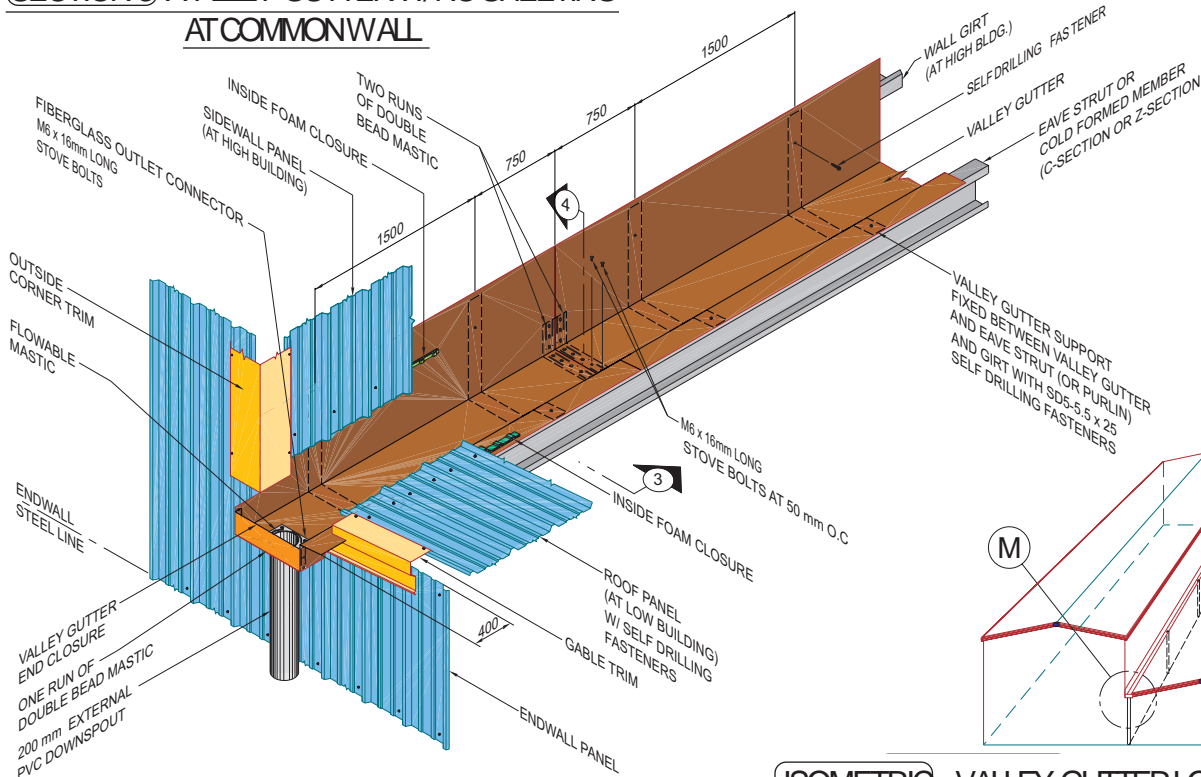 AT COMMON WALL
FIBERGLASS OUTLET CONNECTOR
M6 x 16mm LONG
STOVE BOLTS
SIDEWALL PANEL
(AT HIGH BUILDING)
INSIDE FOAM CLOSURE
TWO RUNS
OF DOUBLE
BEAD MASTIC
1500
750
750
1500
WALL GIRT
(AT HIGH BLDG.)
SELF DRILLING FASTENER
VALLEY GUTTER
EAVE STRUT OR
COLD FORMED MEMBER
(C-SECTION OR Z-SECTION
4
OUTSIDE
CORNER TRIM
FLOWABLE
MASTIC
VALLEY GUTTER SUPPORT
FIXED BETWEEN VALLEY GUTTER
AND EAVE STRUT (OR PURLIN)
AND GIRT WITH SD5-5.5 x 25
SELF DRILLING FASTENERS
M6 x 16mm LONG
STOVE BOLTS AT 50 mm O.C
3
INSIDE FOAM CLOSURE
ENDWALL
STEEL LINE
ROOF PANEL
(AT LOW BUILDING)
W/ SELF DRILLING
FASTENERS
400
GABLE TRIM
ENDWALL PANEL
VALLEY GUTTER
END CLOSURE
ONE RUN OF
DOUBLE BEAD MASTIC
200 mm EXTERNAL
PVC DOWNSPOUT
M
ISOMETRIC VALLEY GUTTER